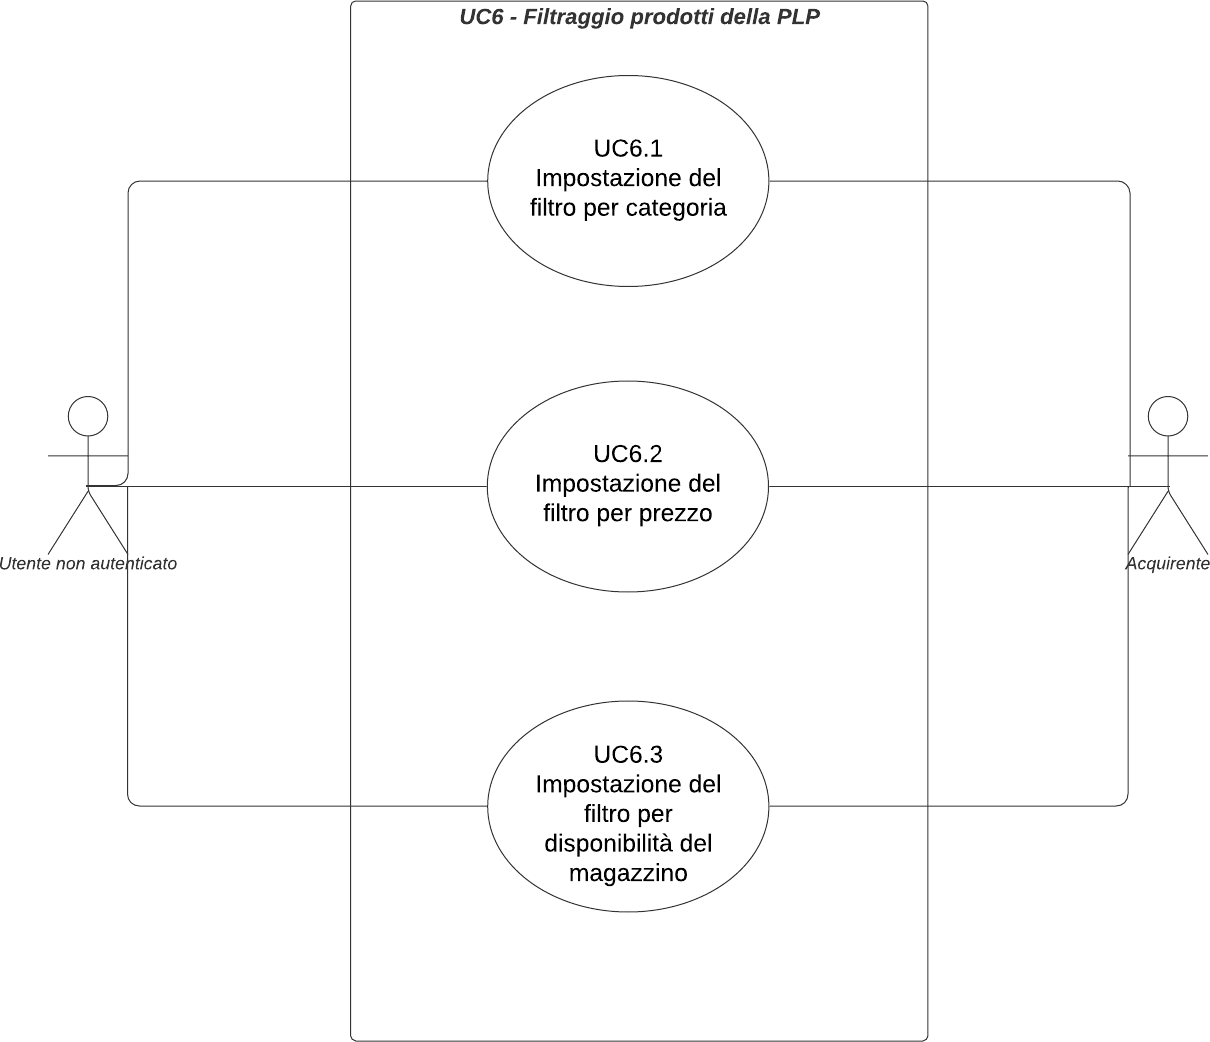 UC6 - Filtraggio prodotti della PLP
UC6.1
Impostazione del
filtro per categoria
UC6.2
Impostazione del
filtro per prezzo
Utente non autenticato
Acquirente
UC6.3
Impostazione del
filtro per
disponibilità del
magazzino